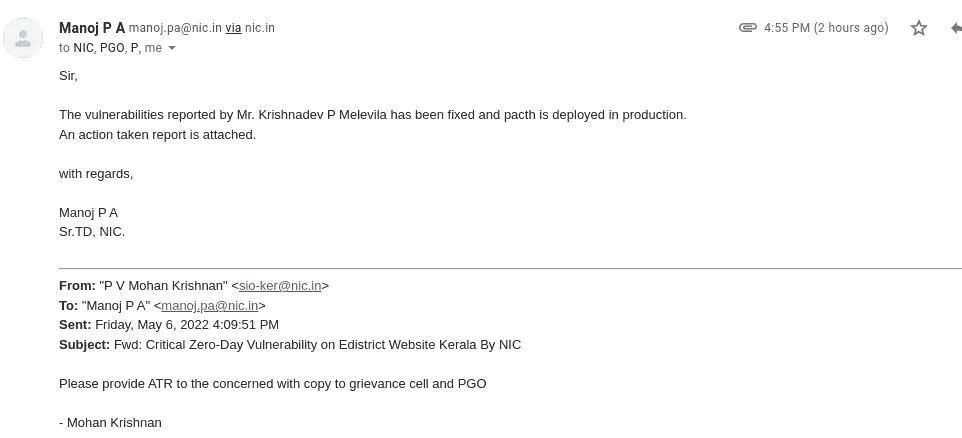 Manoj P A manoj.pa@nic.in via nic.in 4:55 PM (2 hours ago)
to NIC, PGO, P, me
Sir,
The vulnerabilities reported by Mr. Krishnadev P Melevila has been fixed and pacth is deployed in production.
An action taken report is attached.
with regards,
Manoj P A
Sr.TD, NIC.
From: "P V Mohan Krishnan" <sio-ker@nic.in>
To: "Manoj P A" <manoj.pa@nic.in>
Sent: Friday, May 6, 2022 4:09:51 PM
Subject: Fwd: Critical Zero-Day Vulnerability on Edistrict Website Kerala By NIC
Please provide ATR to the concerned with copy to grievance cell and PGO
- Mohan Krishnan